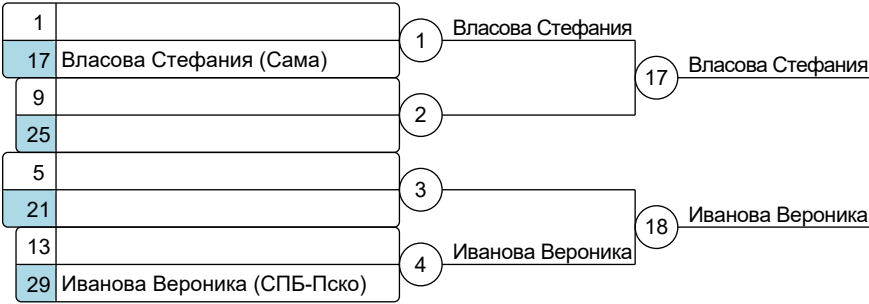 1
1 Власова Стефания
17 Власова Стефания (Сама)
17 Власова Стефания
9
2
25
5
3
21
18 Иванова Вероника
13
4 Иванова Вероника
29 Иванова Вероника (СПБ-Пско)